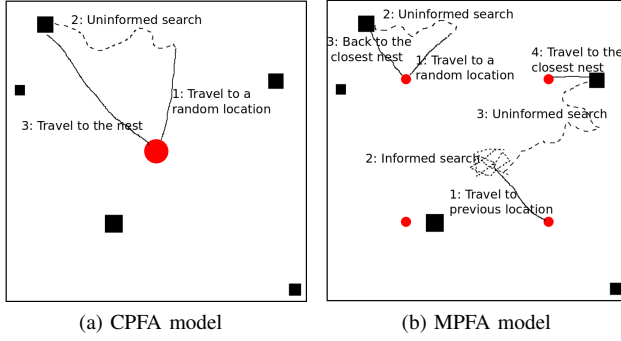 2: Uninformed search
1: Travel to a
random location
3: Travel to the nest
(a) CPFA model
2: Uninformed search
3: Back to the
closest nest
1: Travel to a
random location
4: Travel to the
closest nest
3: Uninformed search
2: Informed search
1: Travel to
previous location
(b) MPFA model